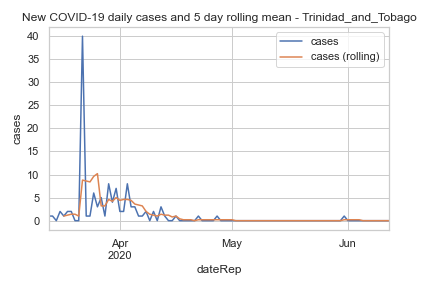 New COVID-19 daily cases and 5 day rolling mean - Trinidad_and_Tobago
cases
cases (rolling)
cases
40
35
30
25
20
15
10
5
0
Apr
2020
May
Jun
dateRep